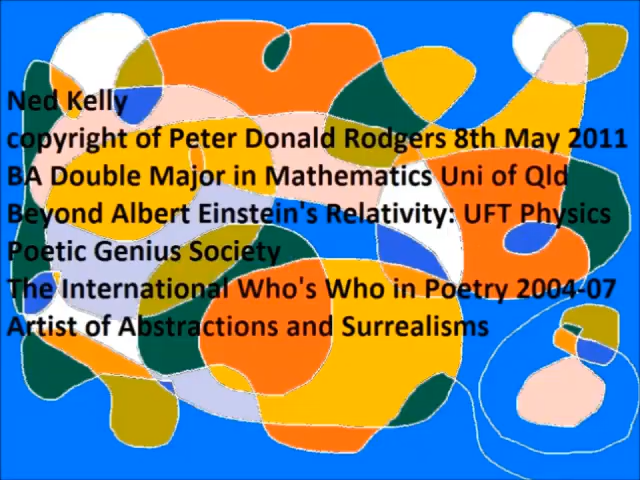 Ned Kelly
copyright of Peter Donald Rodgers 8th May 2011
BA Double Major in Mathematics Uni of Qld
Beyond Albert Einstein's Relativity: UFT Physics
Poetic Genius Society
The International Who's Who in Poetry 2004-07
Artist of Abstractions and Surrealisms